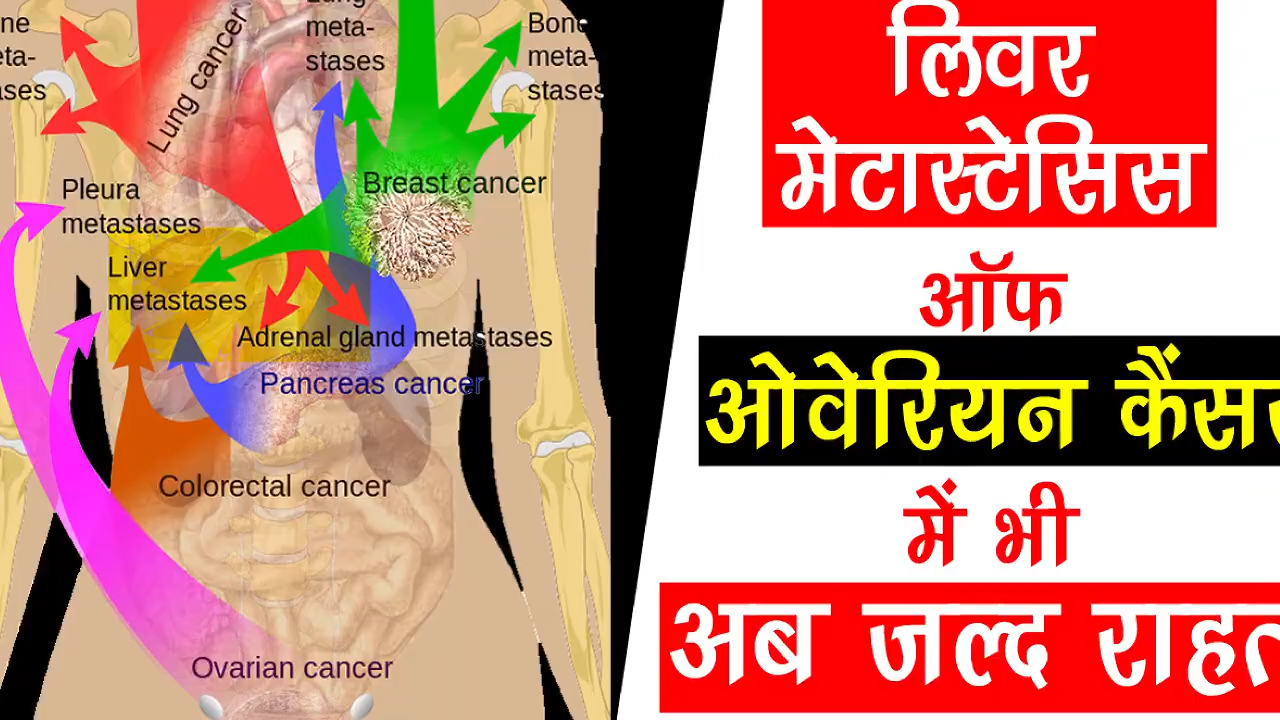 Lung cancer
meta-
stases
Bone
meta-
stases
Pleura
metastases
Breast cancer
Liver
metastases
Adrenal gland metastases
Pancreas cancer
Colorectal cancer
Ovarian cancer
लिवर
मेटास्टेसिस
ऑफ
ओवेरियन कैंसर
में भी
अब जल्द राहत